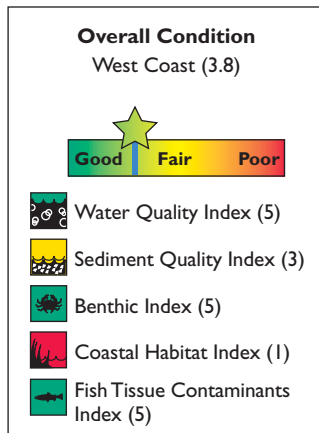 Overall Condition
West Coast (3.8)
Good Fair Poor
Water Quality Index (5)
Sediment Quality Index (3)
Benthic Index (5)
Coastal Habitat Index (1)
Fish Tissue Contaminants
Index (5)